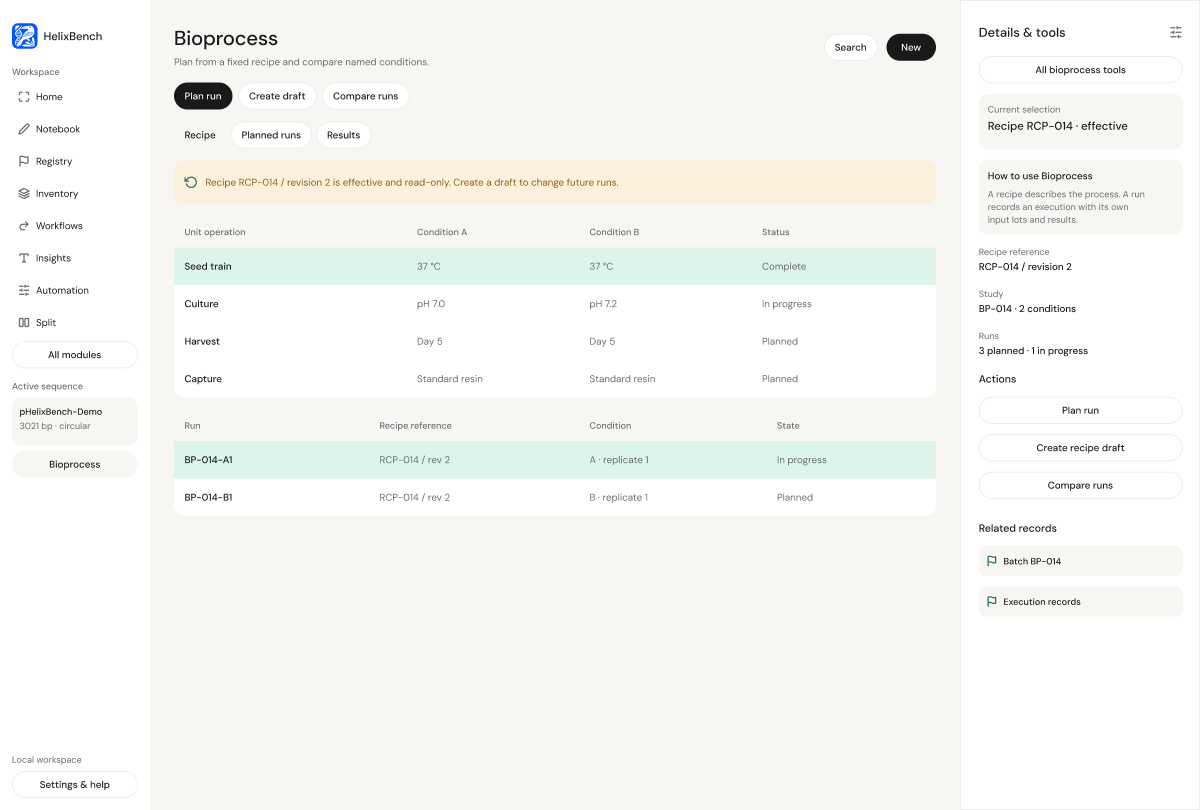 HelixBench
Workspace
Home
Notebook
Registry
Inventory
Workflows
Insights
Automation
Split
All modules
Active sequence
pHelixBench-Demo
3021 bp · circular
Bioprocess
Local workspace
Settings & help
Bioprocess
Plan from a fixed recipe and compare named conditions.
Search
New
Plan run
Create draft
Compare runs
Recipe
Planned runs
Results
Recipe RCP-014 / revision 2 is effective and read-only. Create a draft to change future runs.
Unit operation Condition A Condition B Status
Seed train 37 °C 37 °C Complete
Culture pH 7.0 pH 7.2 In progress
Harvest Day 5 Day 5 Planned
Capture Standard resin Standard resin Planned
Run Recipe reference Condition State
BP-014-A1 RCP-014 / rev 2 A · replicate 1 In progress
BP-014-B1 RCP-014 / rev 2 B · replicate 1 Planned
Details & tools
All bioprocess tools
Current selection
Recipe RCP-014 · effective
How to use Bioprocess
A recipe describes the process. A run
records an execution with its own
input lots and results.
Recipe reference
RCP-014 / revision 2
Study
BP-014 · 2 conditions
Runs
3 planned · 1 in progress
Actions
Plan run
Create recipe draft
Compare runs
Related records
Batch BP-014
Execution records